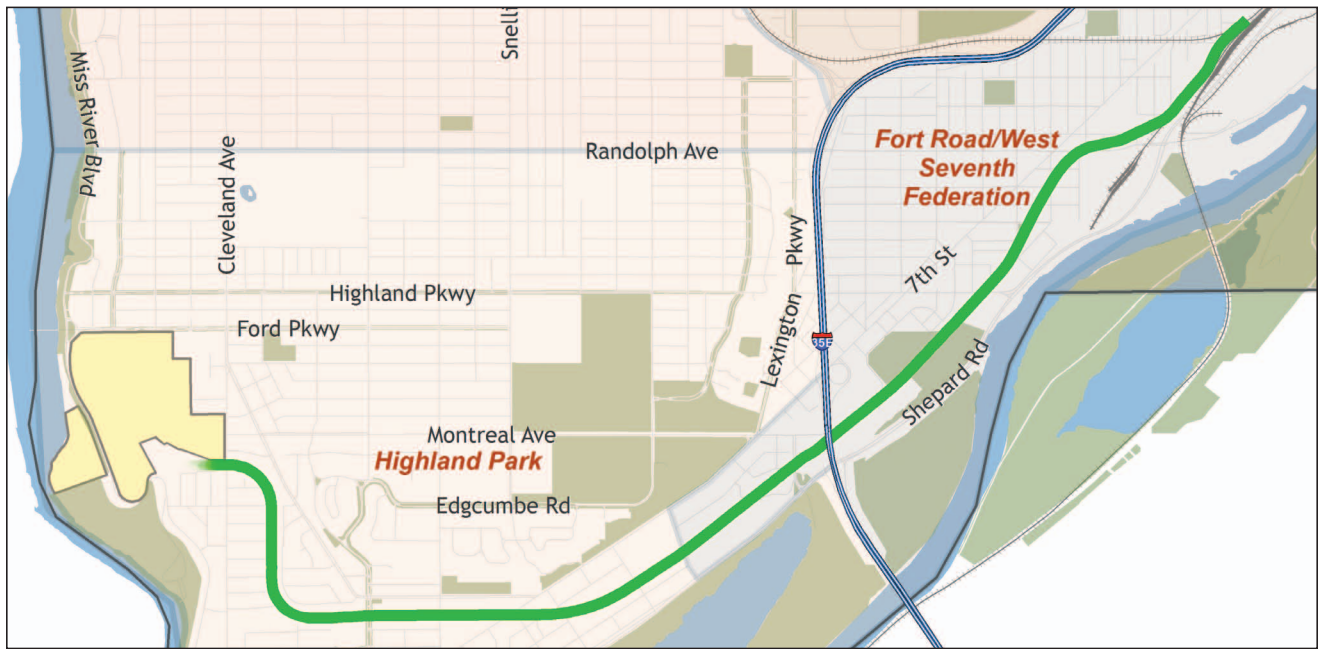 Snelli
Miss River Blvd
Cleveland Ave
Randolph Ave
Fort Road/West
Seventh
Federation
Pkwy
Lexington
7th St
Highland Pkwy
Ford Pkwy
35E
Shepard Rd
Montreal Ave
Highland Park
Edgcumbe Rd